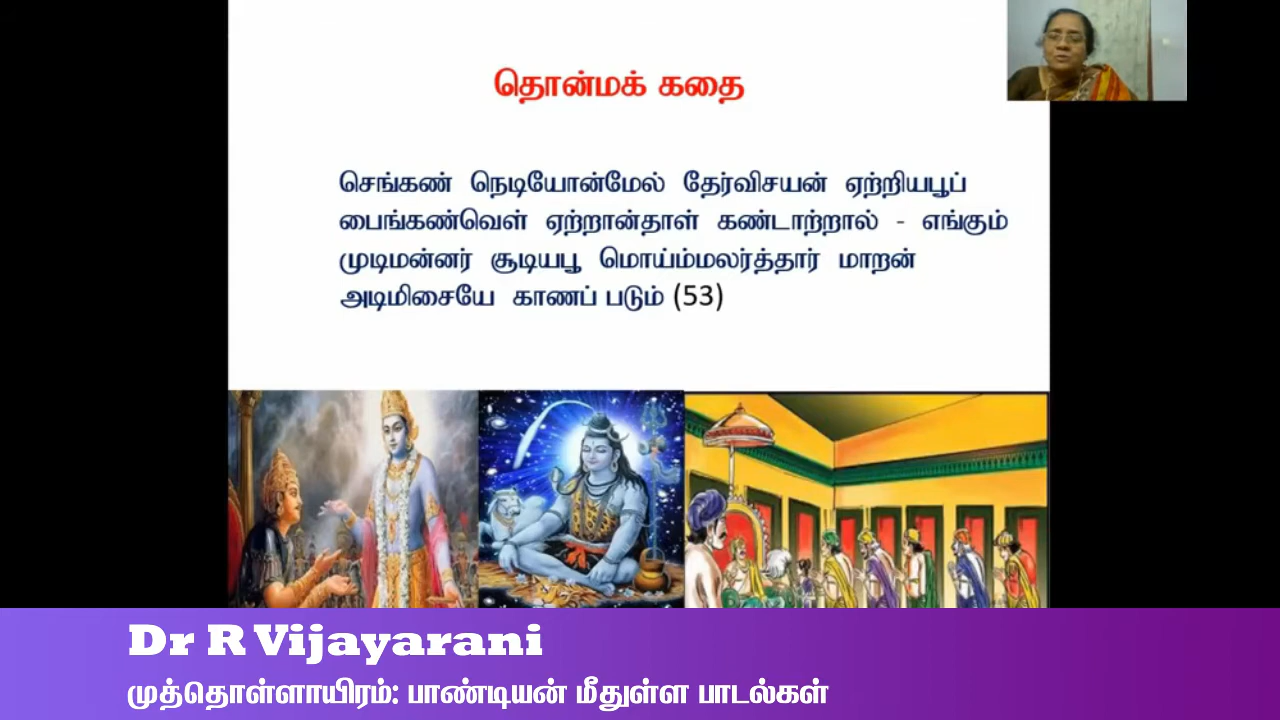 தொன்மக் கதை
செங்கண் நெடியோன்மேல் தேர்விசயன் ஏற்றியபூப்
பைங்கண்வெள் ஏற்றான்தாள் கண்டாற்றால் - எங்கும்
முடிமன்னர் சூடியபூ மொய்ம்மலர்த்தார் மாறன்
அடிமிசையே காணப் படும் (53)
Dr R Vijayarani
முத்தொள்ளாயிரம்: பாண்டியன் மீதுள்ள பாடல்கள்